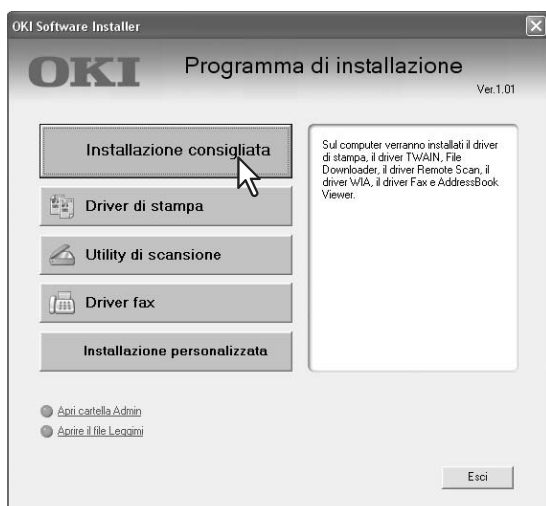 OKI Software Installer
OKI
Programma di installazione
Ver.1.01
Installazione consigliata
Sul computer verranno installati il driver
di stampa, il driver TWAIN, File
Downloader, il driver Remote Scan, il
driver WIA, il driver Fax e AddressBook
Viewer.
Driver di stampa
Utility di scansione
Driver fax
Installazione personalizzata
Apri cartella Admin
Aprire il file Leggimi
Esci